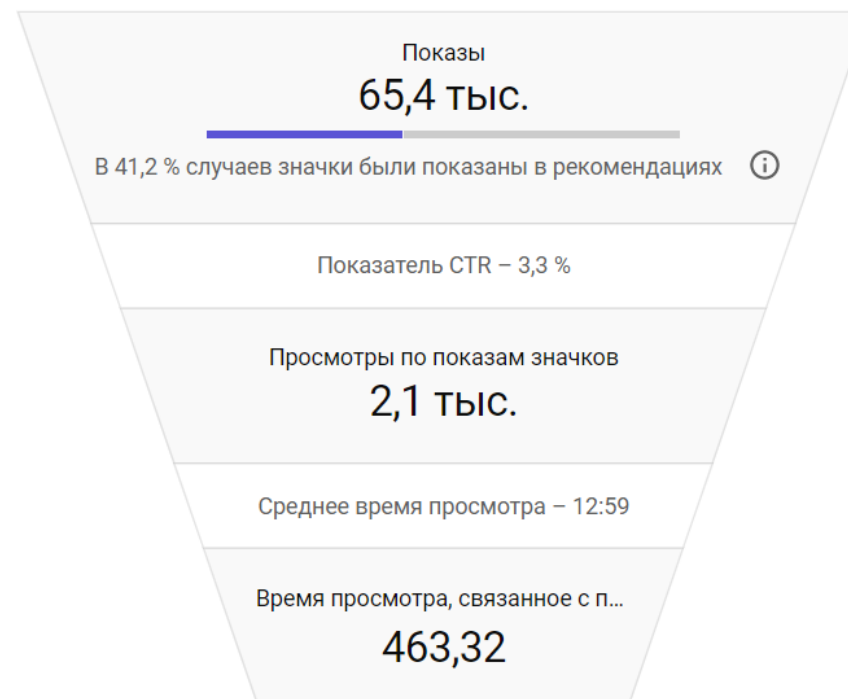 Показы
65,4 тыс.
В 41,2 % случаев значки были показаны в рекомендациях
Показатель CTR – 3,3 %
Просмотры по показам значков
2,1 тыс.
Среднее время просмотра – 12:59
Время просмотра, связанное с п...
463,32